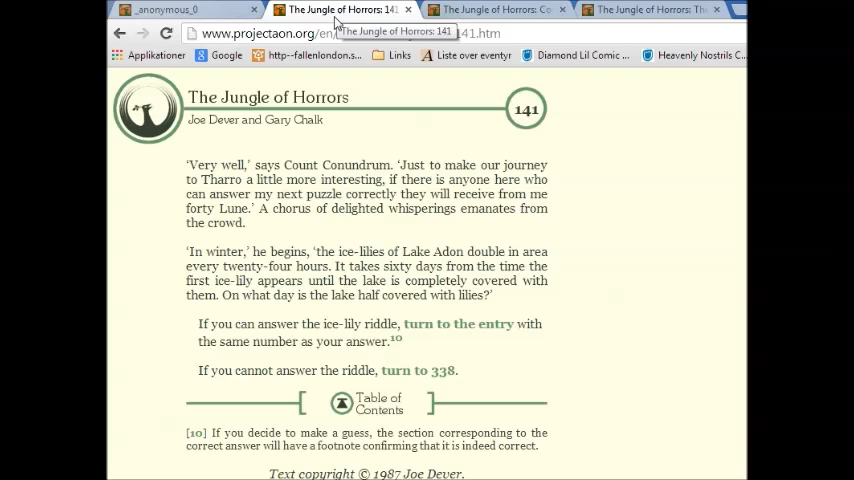 _anonymous_0
The Jungle of Horrors: 141
The Jungle of Horrors: Co
The Jungle of Horrors: The
www.projectaon.org/en/
The Jungle of Horrors: 141
141.htm
Applikationer
Google
http--fallenlondon.s...
Links
Liste over eventyr
Diamond Lil Comic ...
Heavenly Nostrils C...
The Jungle of Horrors
141
Joe Dever and Gary Chalk
‘Very well,’ says Count Conundrum. ‘Just to make our journey
to Tharro a little more interesting, if there is anyone here who
can answer my next puzzle correctly they will receive from me
forty Lune.’ A chorus of delighted whisperings emanates from
the crowd.
‘In winter,’ he begins, ‘the ice-lilies of Lake Adon double in area
every twenty-four hours. It takes sixty days from the time the
first ice-lily appears until the lake is completely covered with
them. On what day is the lake half covered with lilies?’
If you can answer the ice-lily riddle, turn to the entry with
the same number as your answer.10
If you cannot answer the riddle, turn to 338.
Table of
Contents
[10] If you decide to make a guess, the section corresponding to the
correct answer will have a footnote confirming that it is indeed correct.
Text copyright © 1987 Joe Dever.